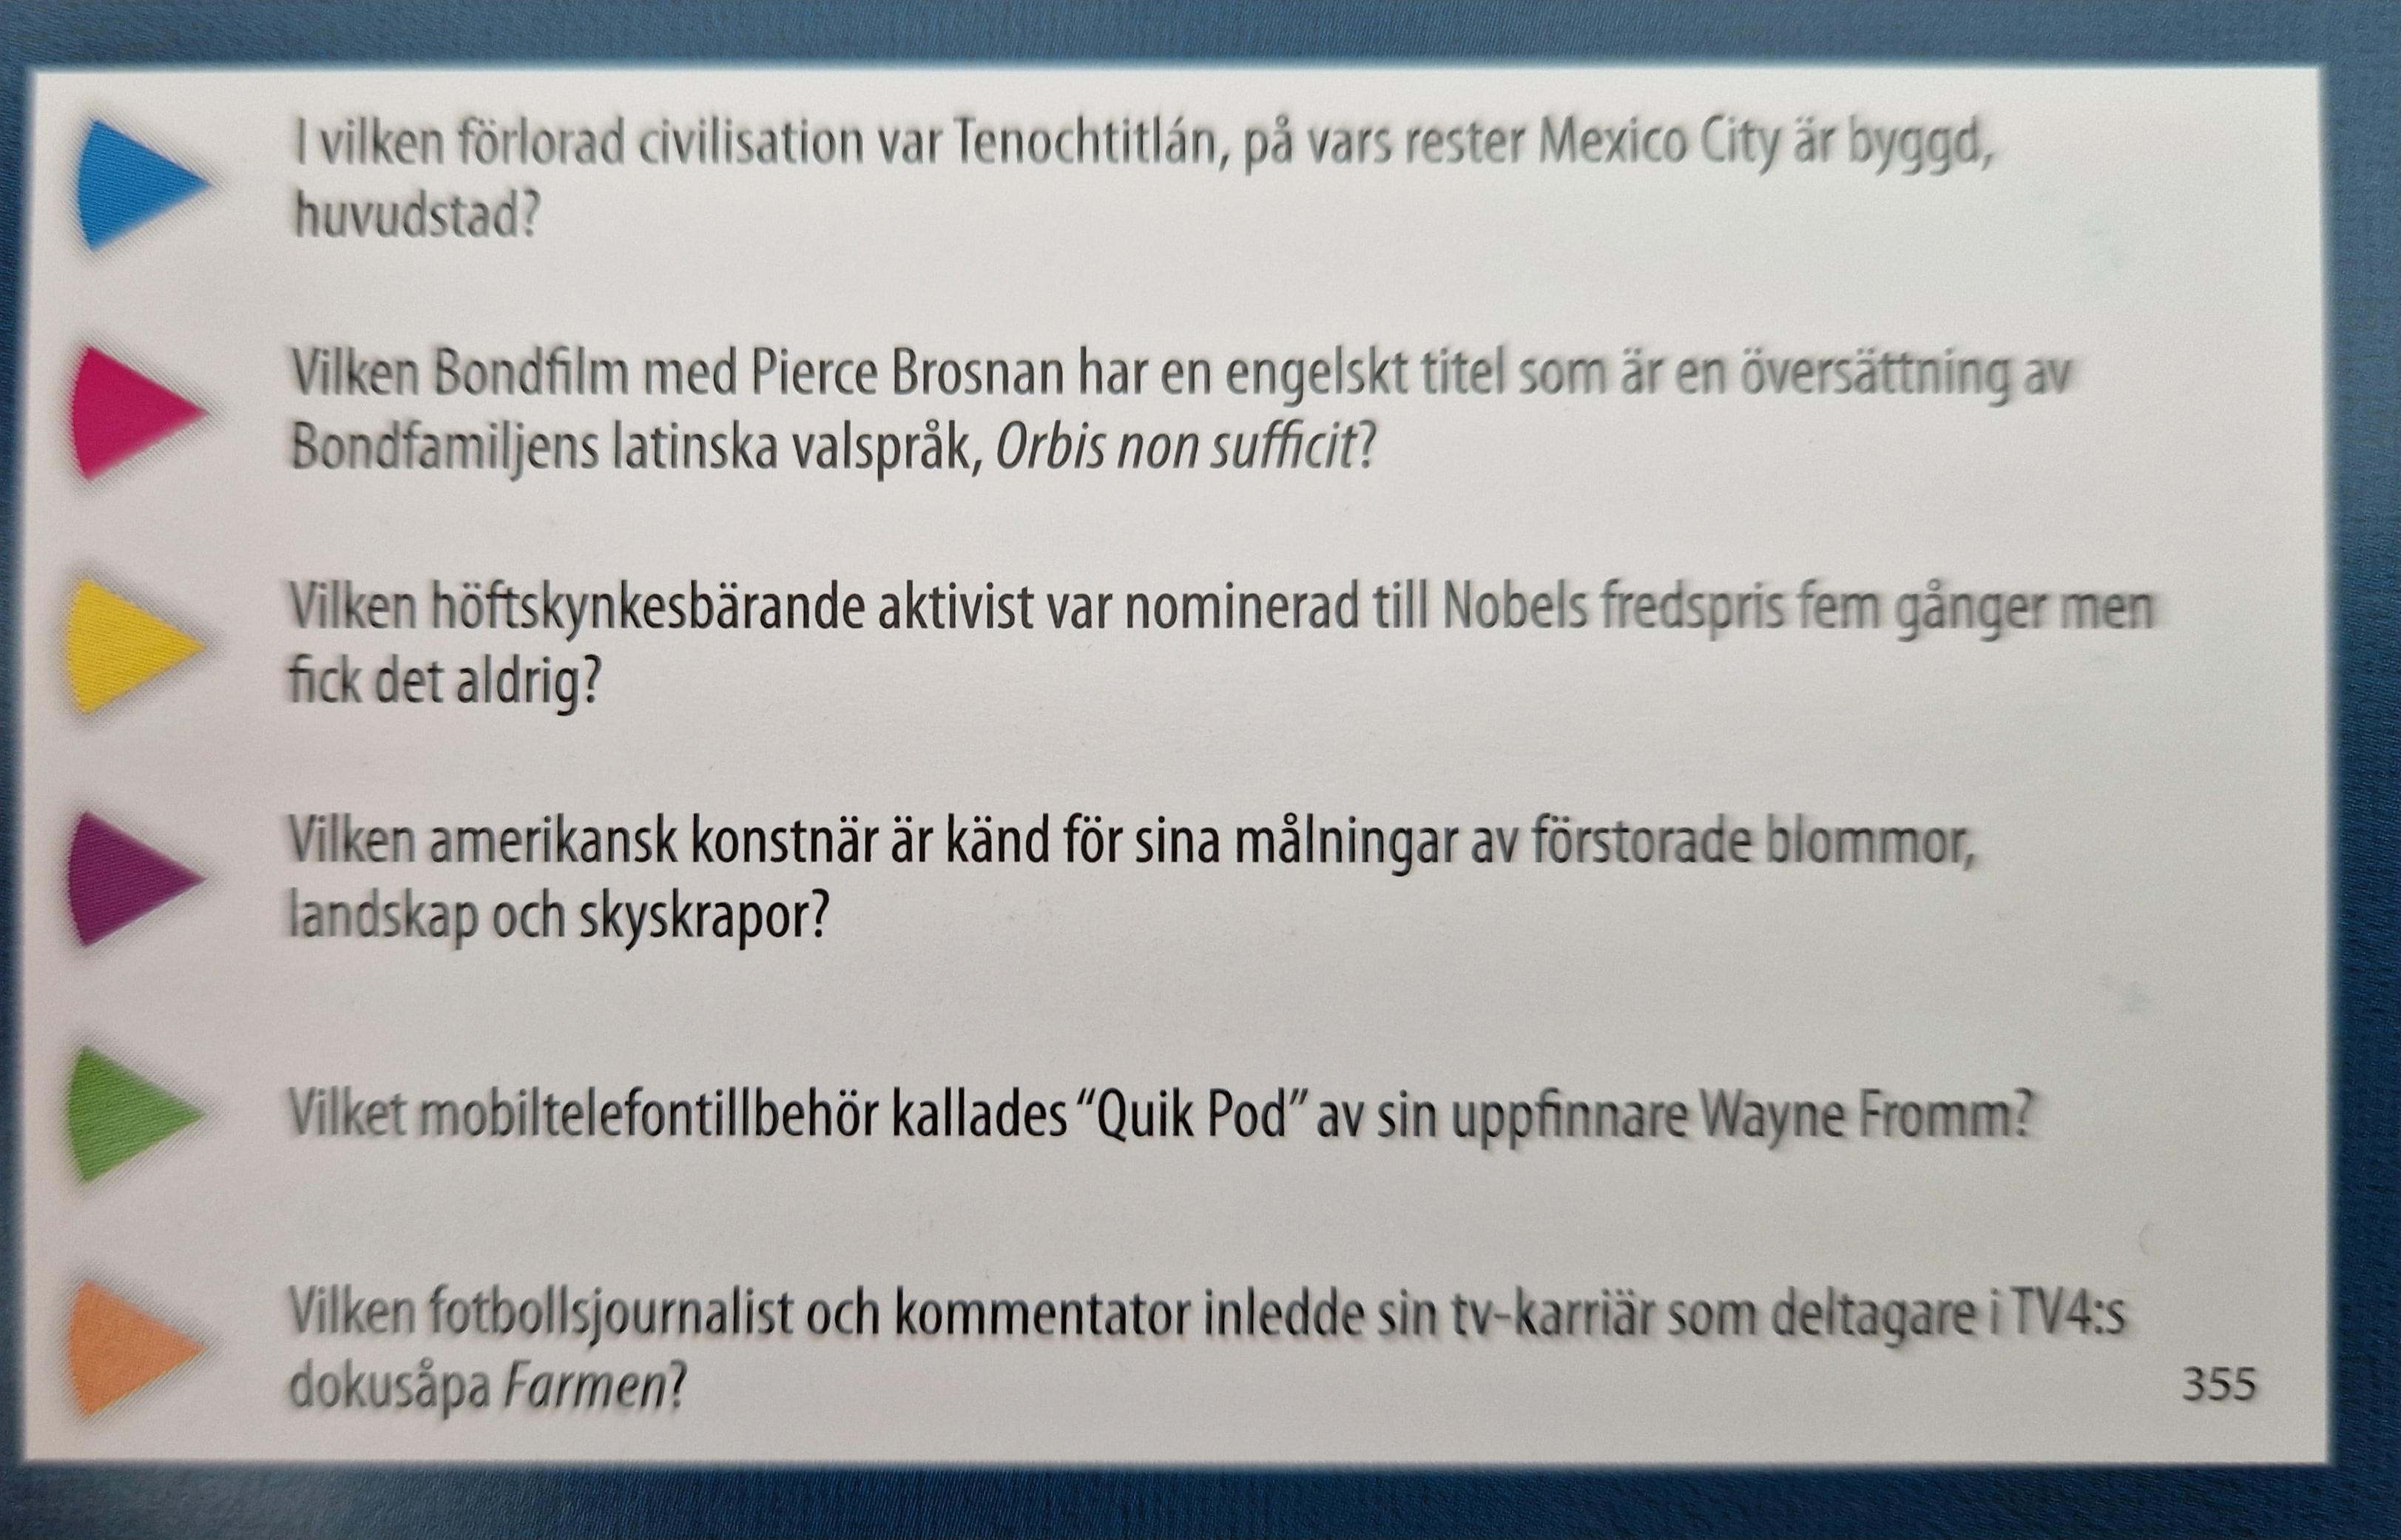 I vilken förlorad civilisation var Tenochtitlán, på vars rester Mexico City är byggd,
huvudstad?
Vilken Bondfilm med Pierce Brosnan har en engelskt titel som är en översättning av
Bondfamiljens latinska valspråk, Orbis non sufficit?
Vilken höftskynkesbärande aktivist var nominerad till Nobels fredspris fem gånger men
fick det aldrig?
Vilken amerikansk konstnär är känd för sina målningar av förstorade blommor,
landskap och skyskrapor?
Vilket mobiltelefontillbehör kallades “Quik Pod” av sin uppfinnare Wayne Fromm?
Vilken fotbollsjournalist och kommentator inledde sin tv-karriär som deltagare i TV4:s
dokusåpa Farmen?
355